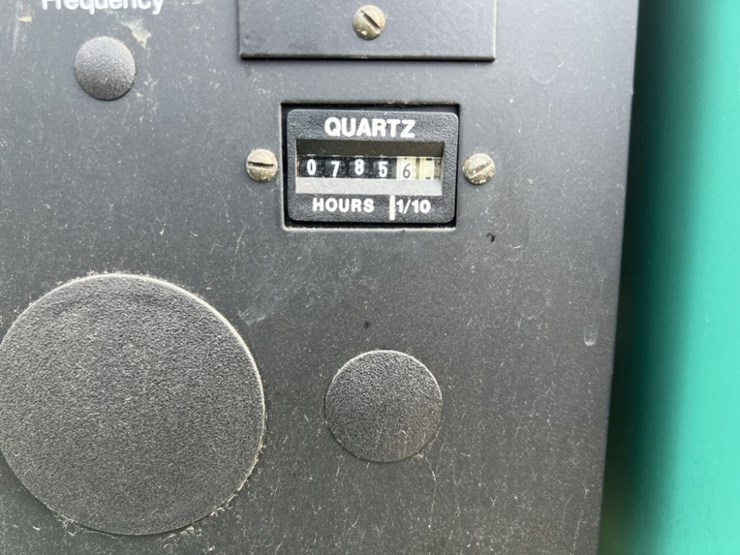 Frequency
QUARTZ
0 7 8 5 6
HOURS 1/10